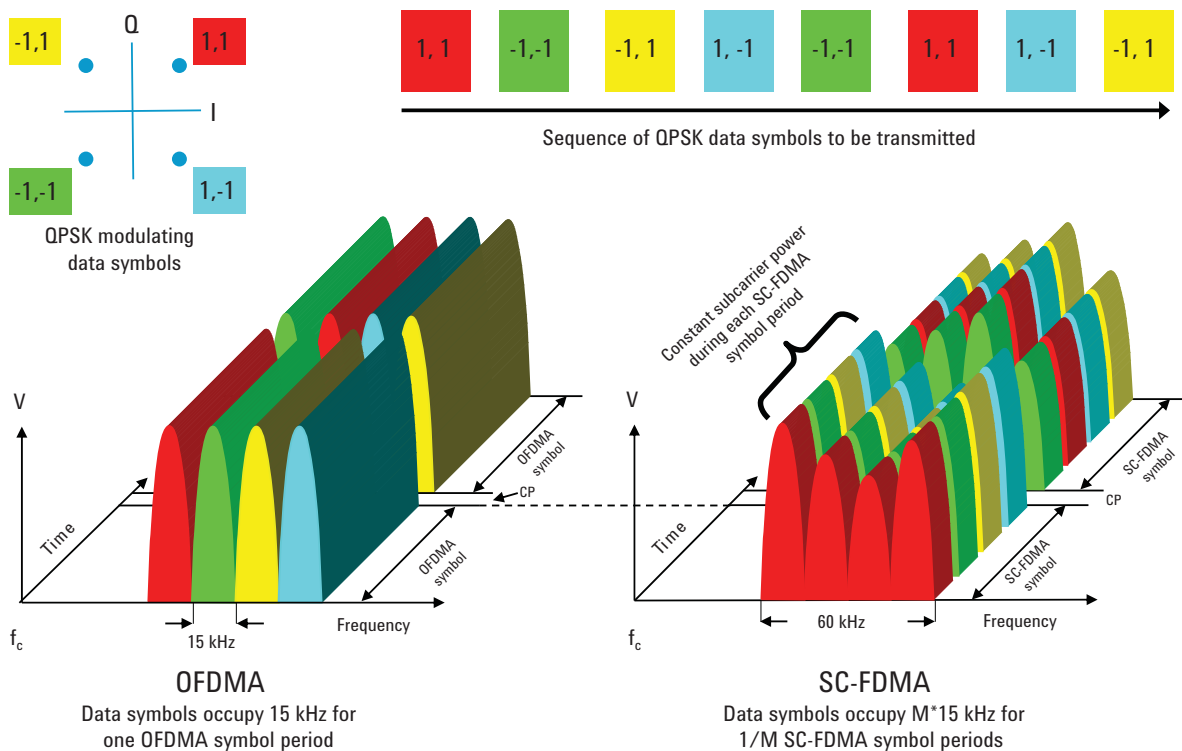 -1,1
Q
1,1
I
-1,-1
1,-1
QPSK modulating
data symbols
1, 1
-1,-1
-1, 1
1, -1
-1,-1
1, 1
1, -1
-1, 1
Sequence of QPSK data symbols to be transmitted
V
Time
OFDMA
symbol
CP
OFDMA
symbol
15 kHz
Frequency
fc
OFDMA
Data symbols occupy 15 kHz for
one OFDMA symbol period
Constant subcarrier power
during each SC-FDMA
symbol period
V
Time
SC-FDMA
symbol
CP
SC-FDMA
symbol
60 kHz
Frequency
fc
SC-FDMA
Data symbols occupy M*15 kHz for
1/M SC-FDMA symbol periods